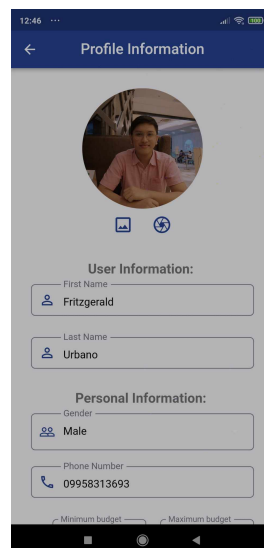 12:46 ...
100
Profile Information
User Information:
First Name
Fritzgerald
Last Name
Urbano
Personal Information:
Gender
Male
Phone Number
09958313693
Minimum budget
Maximum budget